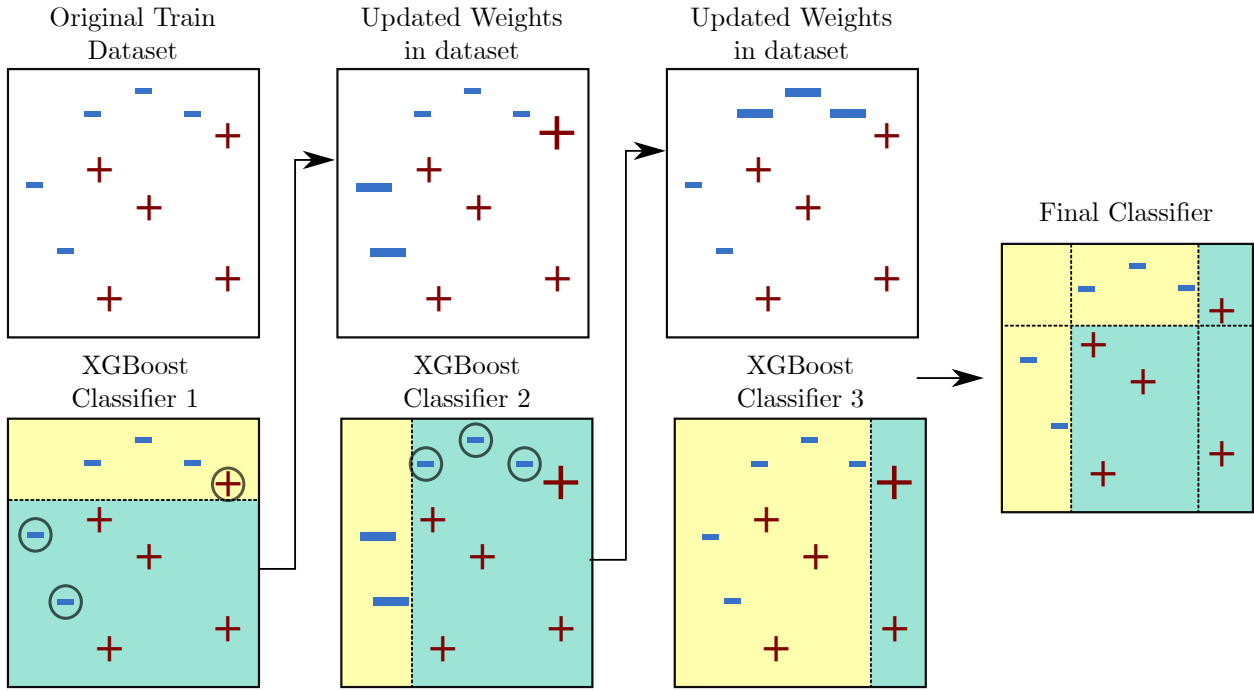 Original Train
Dataset
Updated Weights
in dataset
Updated Weights
in dataset
Final Classifier
XGBoost
Classifier 1
XGBoost
Classifier 2
XGBoost
Classifier 3